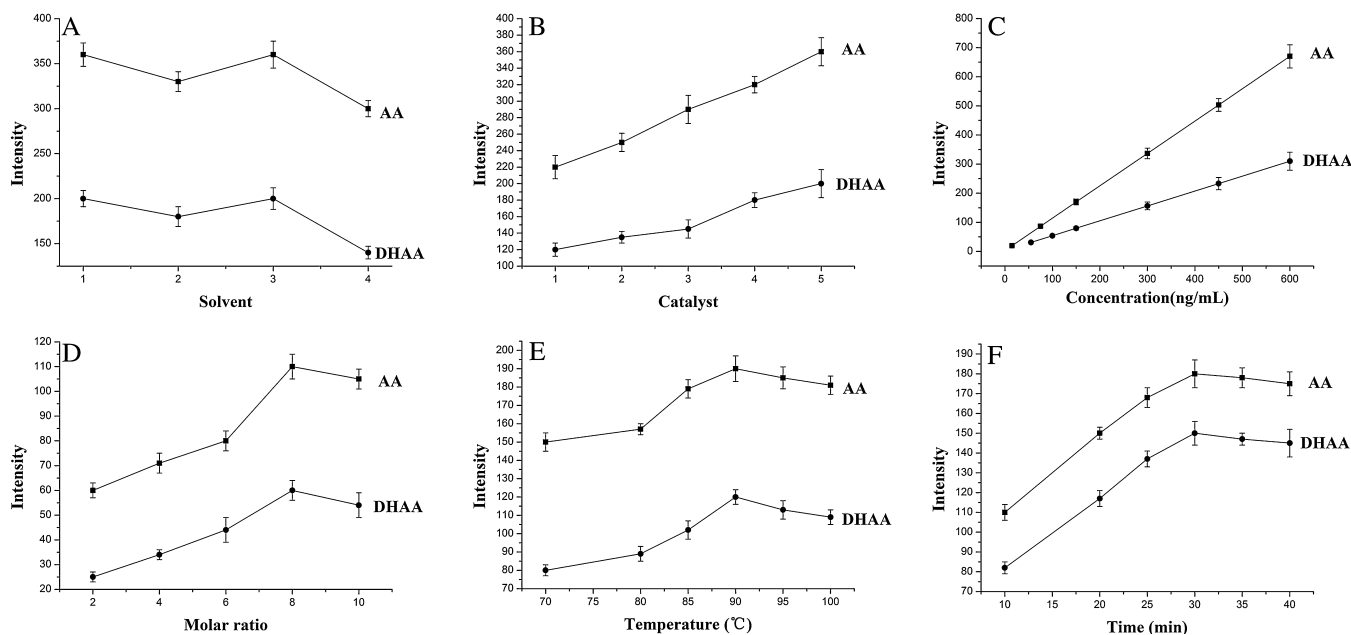 A
400
350
300
250
200
150
Intensity
AA
DHAA
1 2 3 4
Solvent
B
400
380
360
340
320
300
280
260
240
220
200
180
160
140
120
100
Intensity
AA
DHAA
1 2 3 4 5
Catalyst
C
800
700
600
500
400
300
200
100
0
Intensity
AA
DHAA
0 50 100 150 200 250 300 350 400 450 500 550 600
Concentration(ng/mL)
D
120
110
100
90
80
70
60
50
40
30
20
Intensity
AA
DHAA
2 4 6 8 10
Molar ratio
E
200
190
180
170
160
150
140
130
120
110
100
90
80
70
Intensity
AA
DHAA
70 75 80 85 90 95 100
Temperature (℃)
F
190
180
170
160
150
140
130
120
110
100
90
80
70
Intensity
AA
DHAA
10 15 20 25 30 35 40
Time (min)